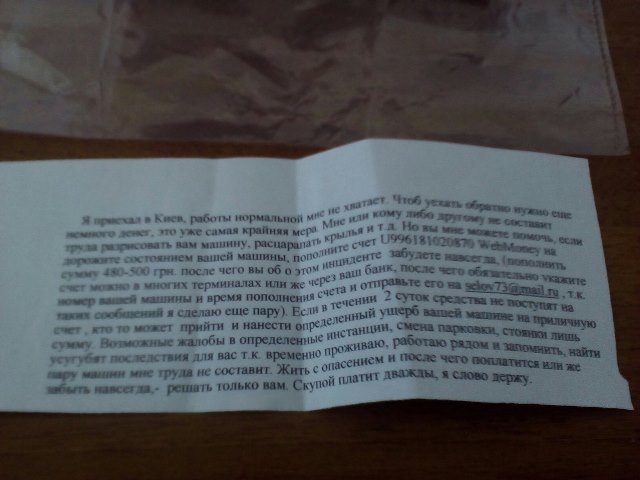 Я приехал в Киев, работы нормальной мне не хватает. Чтоб уехать обратно нужно еще
немного денег, это уже самая крайняя мера. Мне или кому либо другому не составит
труда разрисовать вам машину, расцарапать крылья и т.д. Но вы мне можете помочь, если
дорожите состоянием вашей машины, пополните счет U996181020870 WebMoney на
сумму 480-500 грн. после чего вы об о этом инциденте забудете навсегда, (пополнить
счет можно в многих терминалах или же через ваш банк, после чего обязательно укажите
номер вашей машины и время пополнения счета и отправьте его на selov73@mail.ru , т.к.
таких сообщений я сделаю еще пару). Если в течении 2 суток средства не поступят на
счет , кто то может прийти и нанести определенный ущерб вашей машине на приличную
сумму. Возможные жалобы в определенные инстанции, смена парковки, стоянки лишь
усугубят последствия для вас т.к. временно проживаю, работаю рядом и запомнить, найти
пару машин мне труда не составит. Жить с опасением и после чего поплатится или же
забыть навсегда,- решать только вам. Скупой платит дважды, я слово держу.